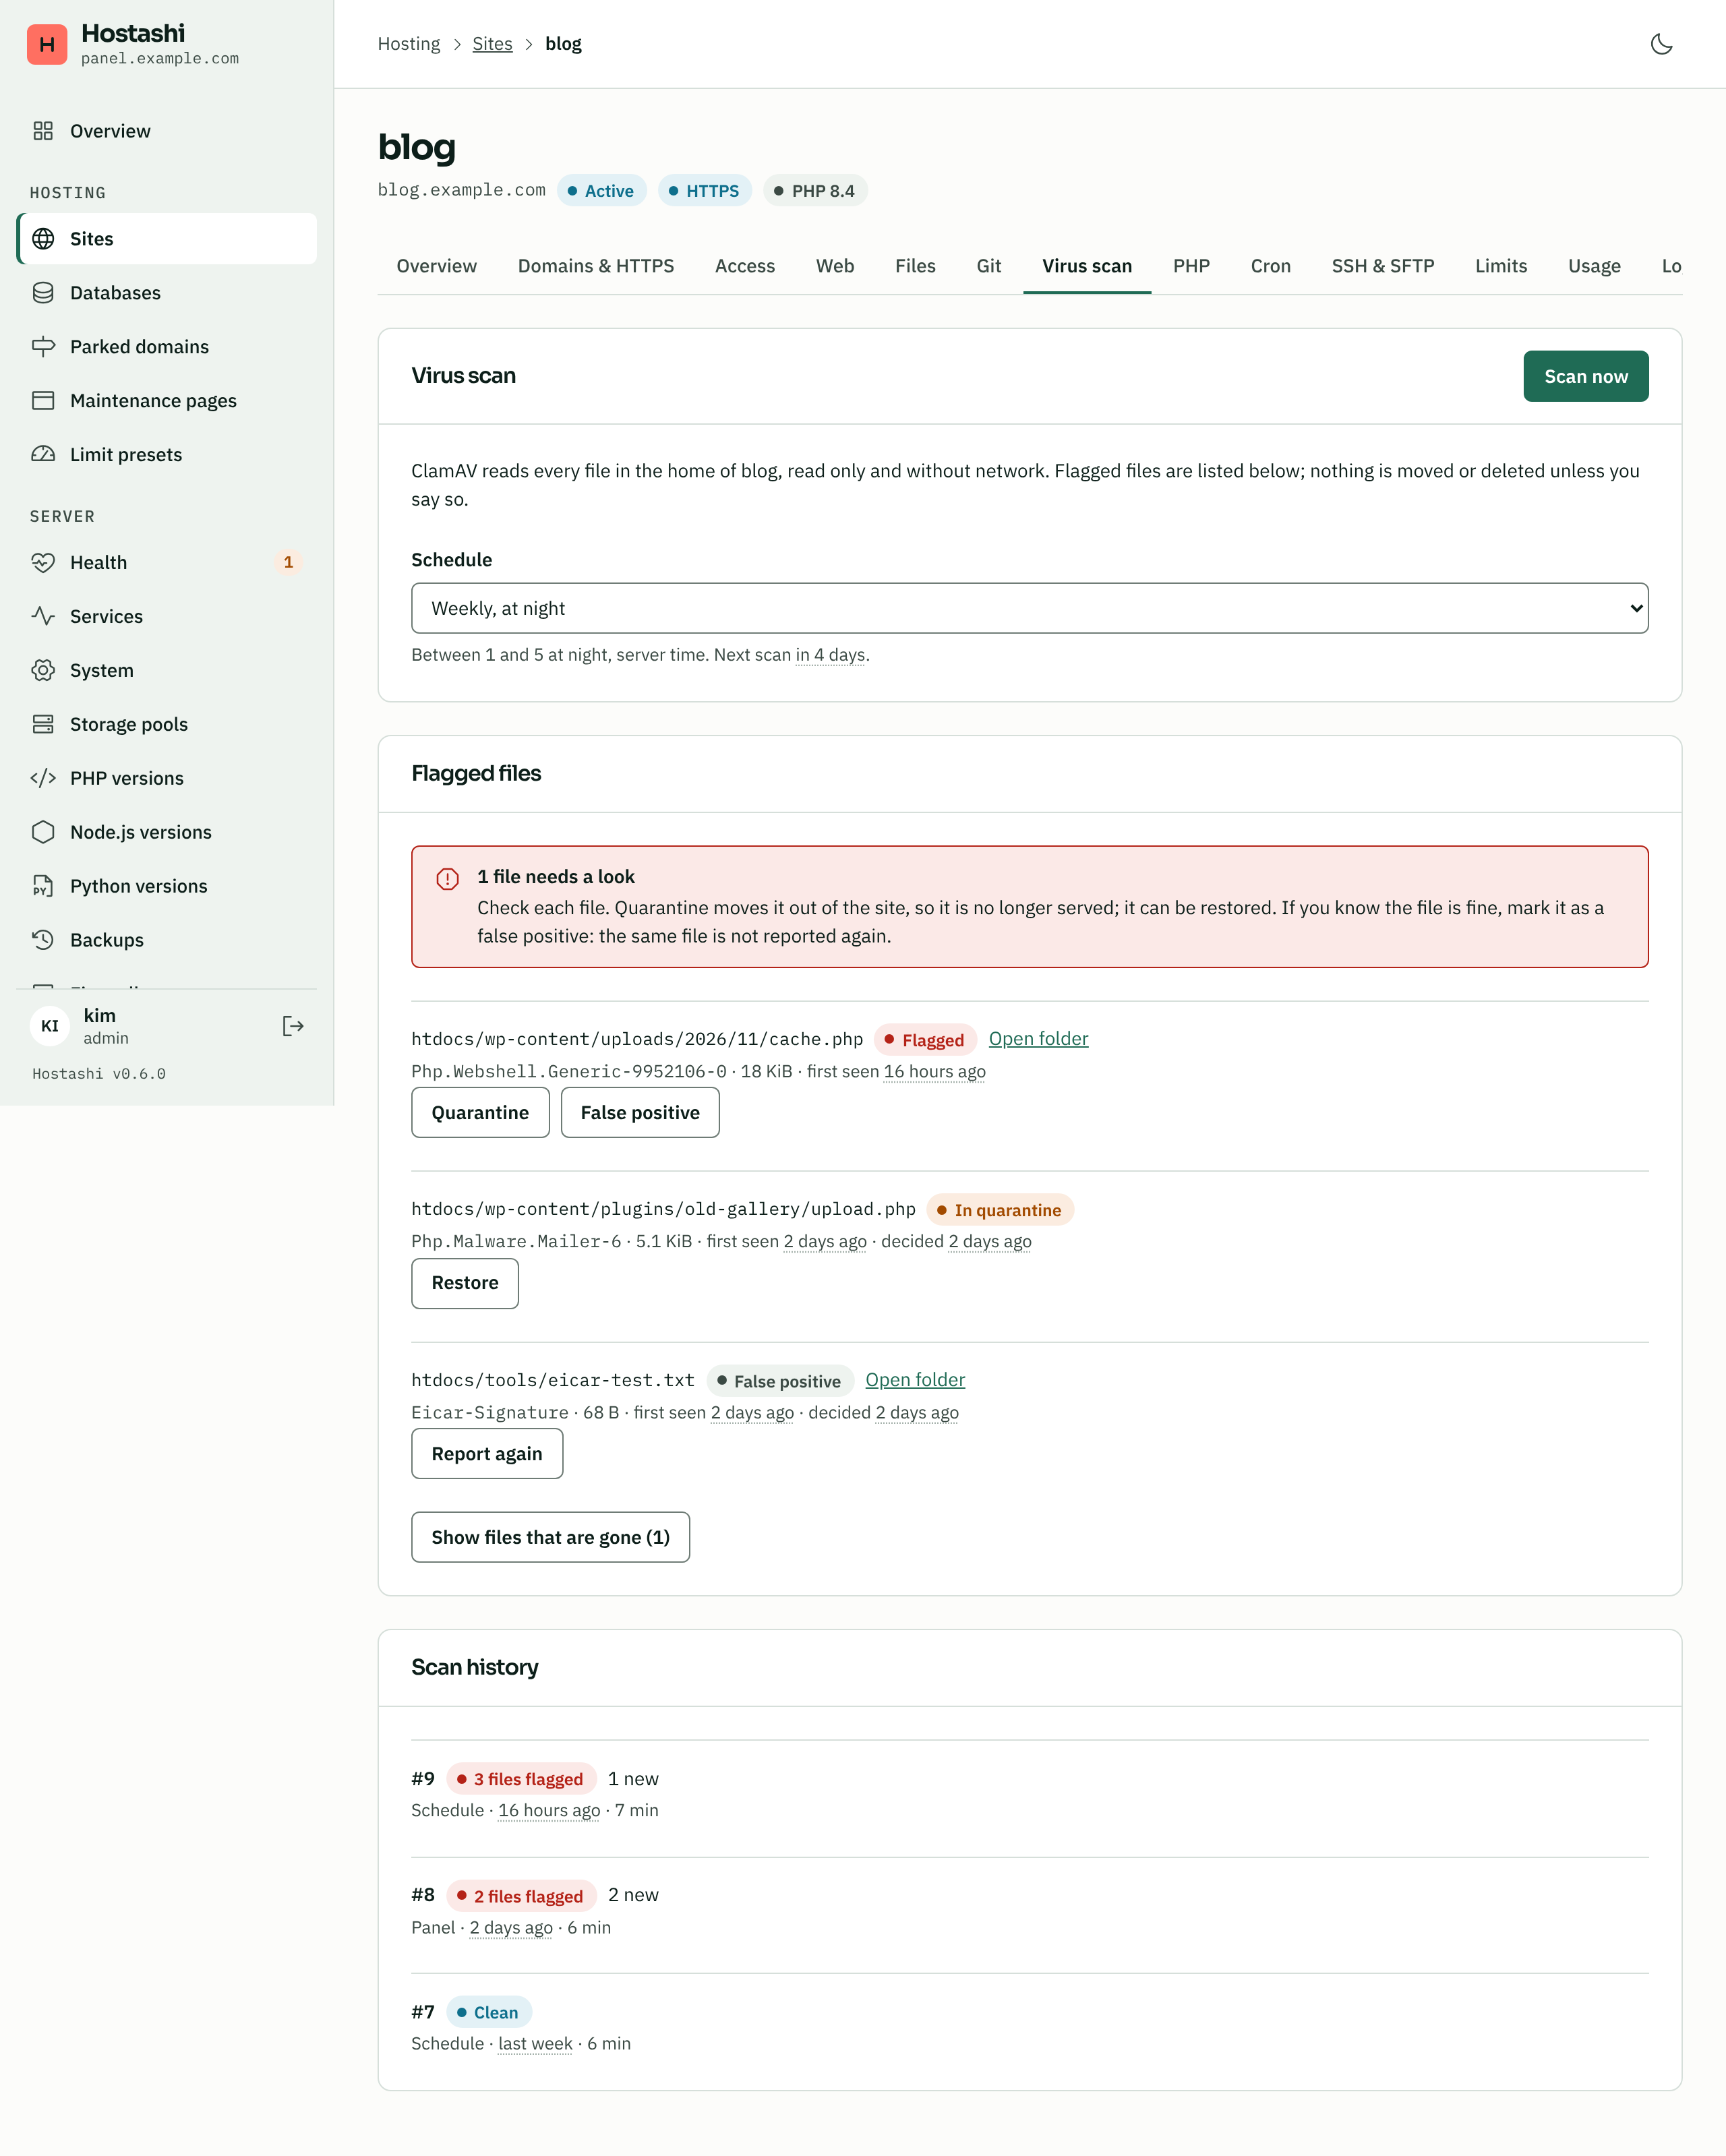 H
Hostashi
panel.example.com
Overview
HOSTING
Sites
Databases
Parked domains
Maintenance pages
Limit presets
SERVER
Health 1
Services
System
Storage pools
PHP versions
Node.js versions
PY Python versions
Backups
KI
kim
admin
Hostashi v0.6.0
Hosting > Sites > blog
blog
blog.example.com Active HTTPS PHP 8.4
Overview Domains & HTTPS Access Web Files Git Virus scan PHP Cron SSH & SFTP Limits Usage Lo
Virus scan Scan now
ClamAV reads every file in the home of blog, read only and without network. Flagged files are listed below; nothing is moved or deleted unless you
say so.
Schedule
Weekly, at night
Between 1 and 5 at night, server time. Next scan in 4 days.
Flagged files
1 file needs a look
Check each file. Quarantine moves it out of the site, so it is no longer served; it can be restored. If you know the file is fine, mark it as a
false positive: the same file is not reported again.
htdocs/wp-content/uploads/2026/11/cache.php Flagged Open folder
Php.Webshell.Generic-9952106-0 · 18 KiB · first seen 16 hours ago
Quarantine False positive
htdocs/wp-content/plugins/old-gallery/upload.php In quarantine
Php.Malware.Mailer-6 · 5.1 KiB · first seen 2 days ago · decided 2 days ago
Restore
htdocs/tools/eicar-test.txt False positive Open folder
Eicar-Signature · 68 B · first seen 2 days ago · decided 2 days ago
Report again
Show files that are gone (1)
Scan history
#9 3 files flagged 1 new
Schedule · 16 hours ago · 7 min
#8 2 files flagged 2 new
Panel · 2 days ago · 6 min
#7 Clean
Schedule · last week · 6 min